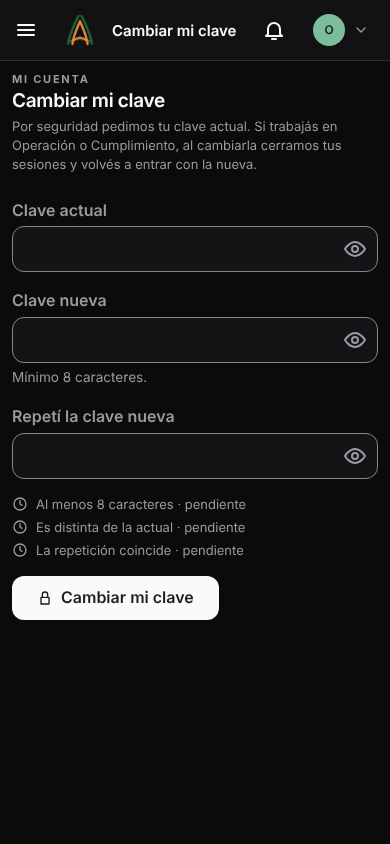 Cambiar mi clave
O
MI CUENTA
Cambiar mi clave
Por seguridad pedimos tu clave actual. Si trabajás en
Operación o Cumplimiento, al cambiarla cerramos tus
sesiones y volvés a entrar con la nueva.
Clave actual
Clave nueva
Mínimo 8 caracteres.
Repetí la clave nueva
Al menos 8 caracteres · pendiente
Es distinta de la actual · pendiente
La repetición coincide · pendiente
Cambiar mi clave